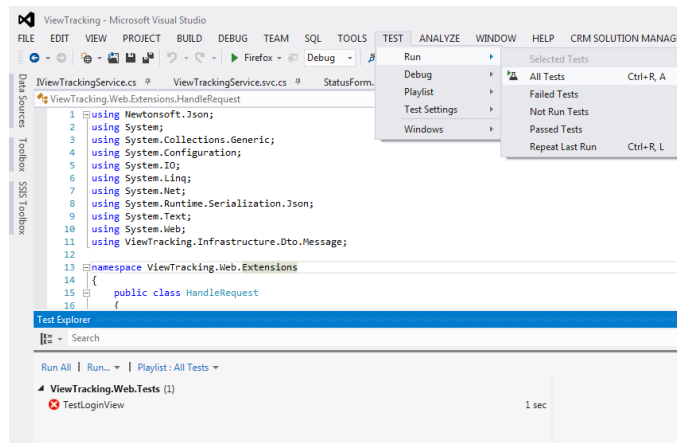 ViewTracking - Microsoft Visual Studio
FILE EDIT VIEW PROJECT BUILD DEBUG TEAM SQL TOOLS TEST ANALYZE WINDOW HELP CRM SOLUTION MANAG
Firefox Debug
Run
Selected Tests
Debug
All Tests Ctrl+R, A
Playlist
Failed Tests
Test Settings
Not Run Tests
Windows
Passed Tests
Repeat Last Run Ctrl+R, L
IViewTrackingService.cs ViewTrackingService.svc.cs StatusForm.
ViewTracking.Web.Extensions.HandleRequest
Data Sources
Toolbox
SSIS Toolbox
1 using Newtonsoft.Json;
2 using System;
3 using System.Collections.Generic;
4 using System.Configuration;
5 using System.IO;
6 using System.Linq;
7 using System.Net;
8 using System.Runtime.Serialization.Json;
9 using System.Text;
10 using System.Web;
11 using ViewTracking.Infrastructure.Dto.Message;
12
13 namespace ViewTracking.Web.Extensions
14 {
15 public class HandleRequest
16 {
Test Explorer
Search
Run All | Run... | Playlist : All Tests
ViewTracking.Web.Tests (1)
TestLoginView 1 sec